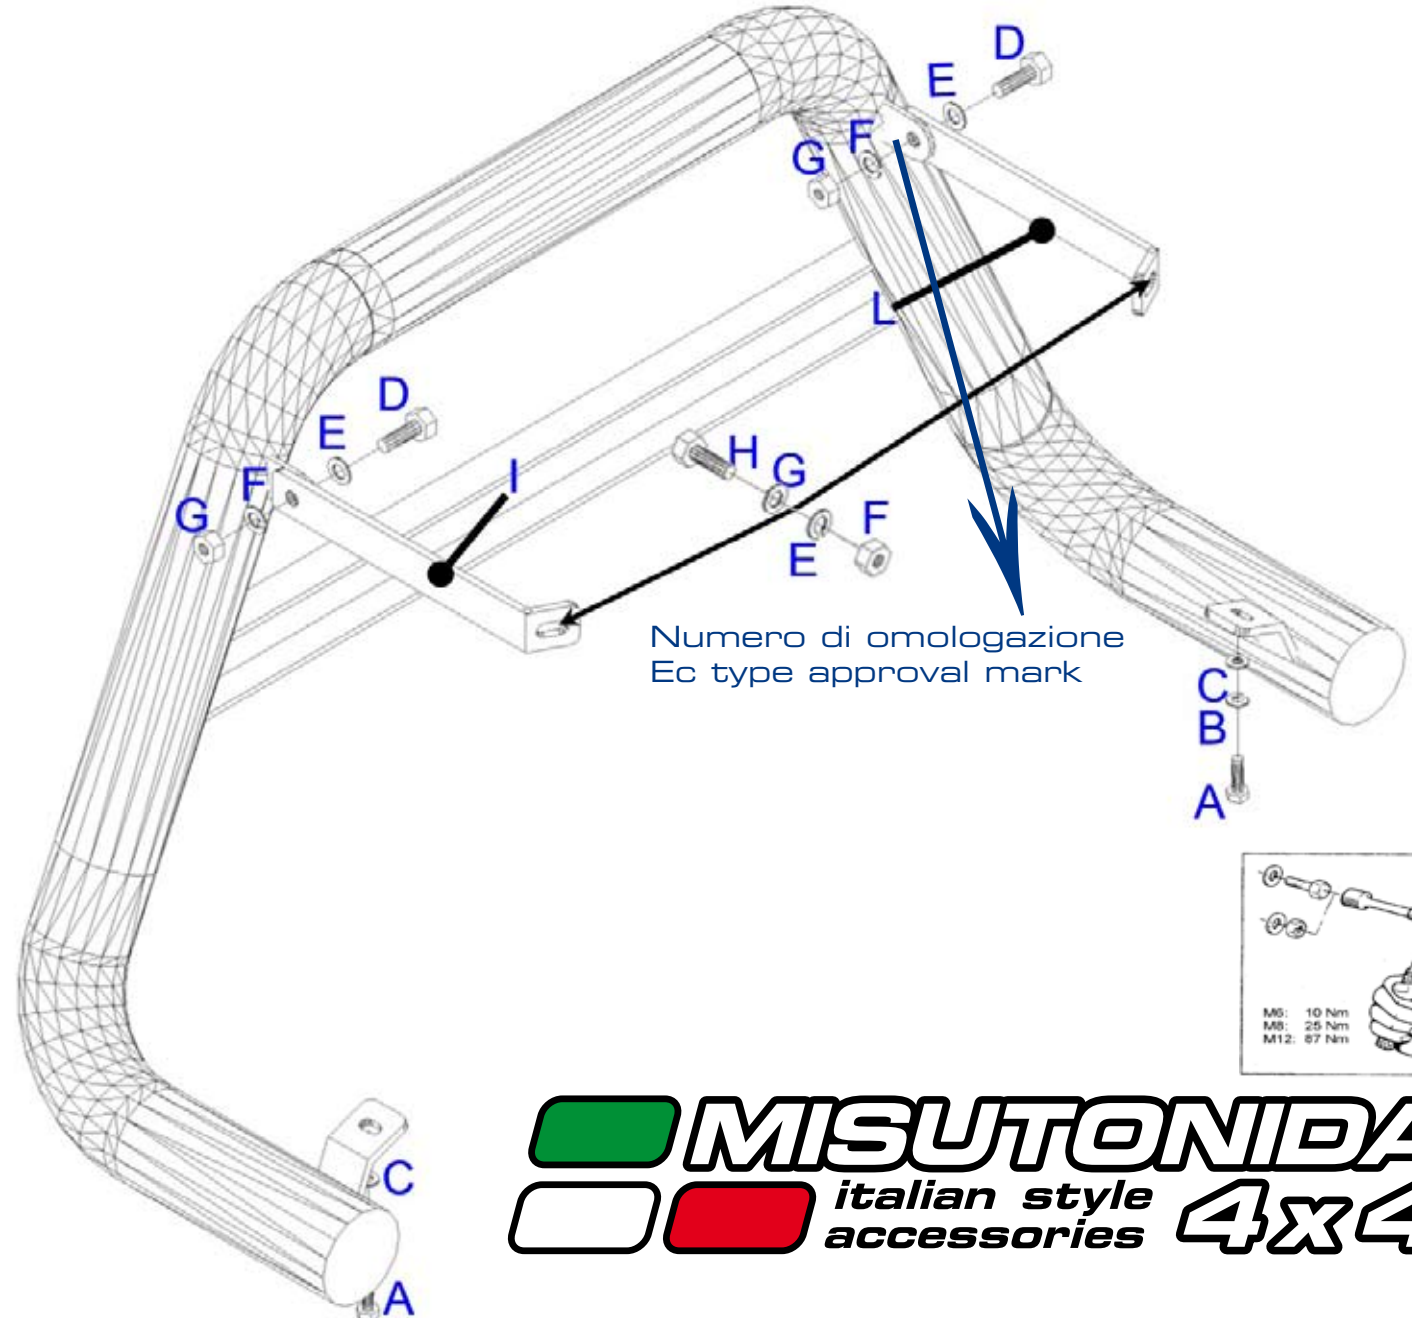 D
E
F
G
L
D
E
F
G
I
H
G
F
E
Numero di omologazione
Ec type approval mark
C
B
A
M6: 10 Nm
M8: 25 Nm
M12: 87 Nm
MISUTONIDA
italian style
accessories
4x4
C
A